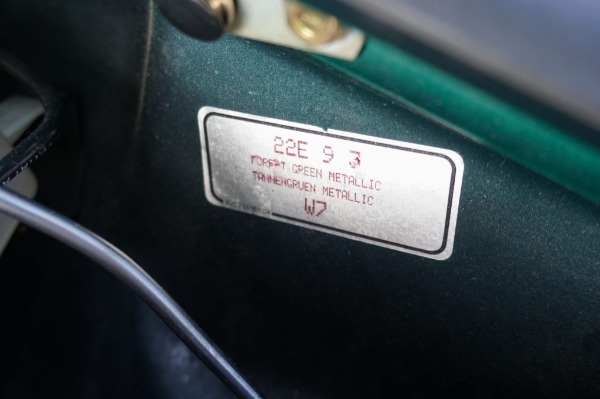 22E 9 3
FOREST GREEN METALLIC
TANNENGRUEN METALLIC
W7